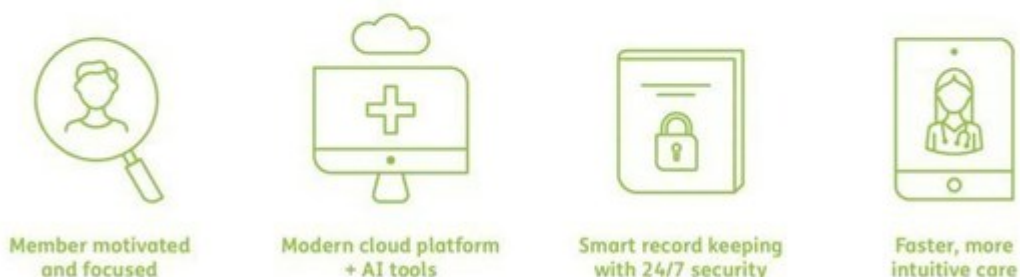 Member motivated
and focused
Modern cloud platform
+ AI tools
Smart record keeping
with 24/7 security
Faster, more
intuitive care